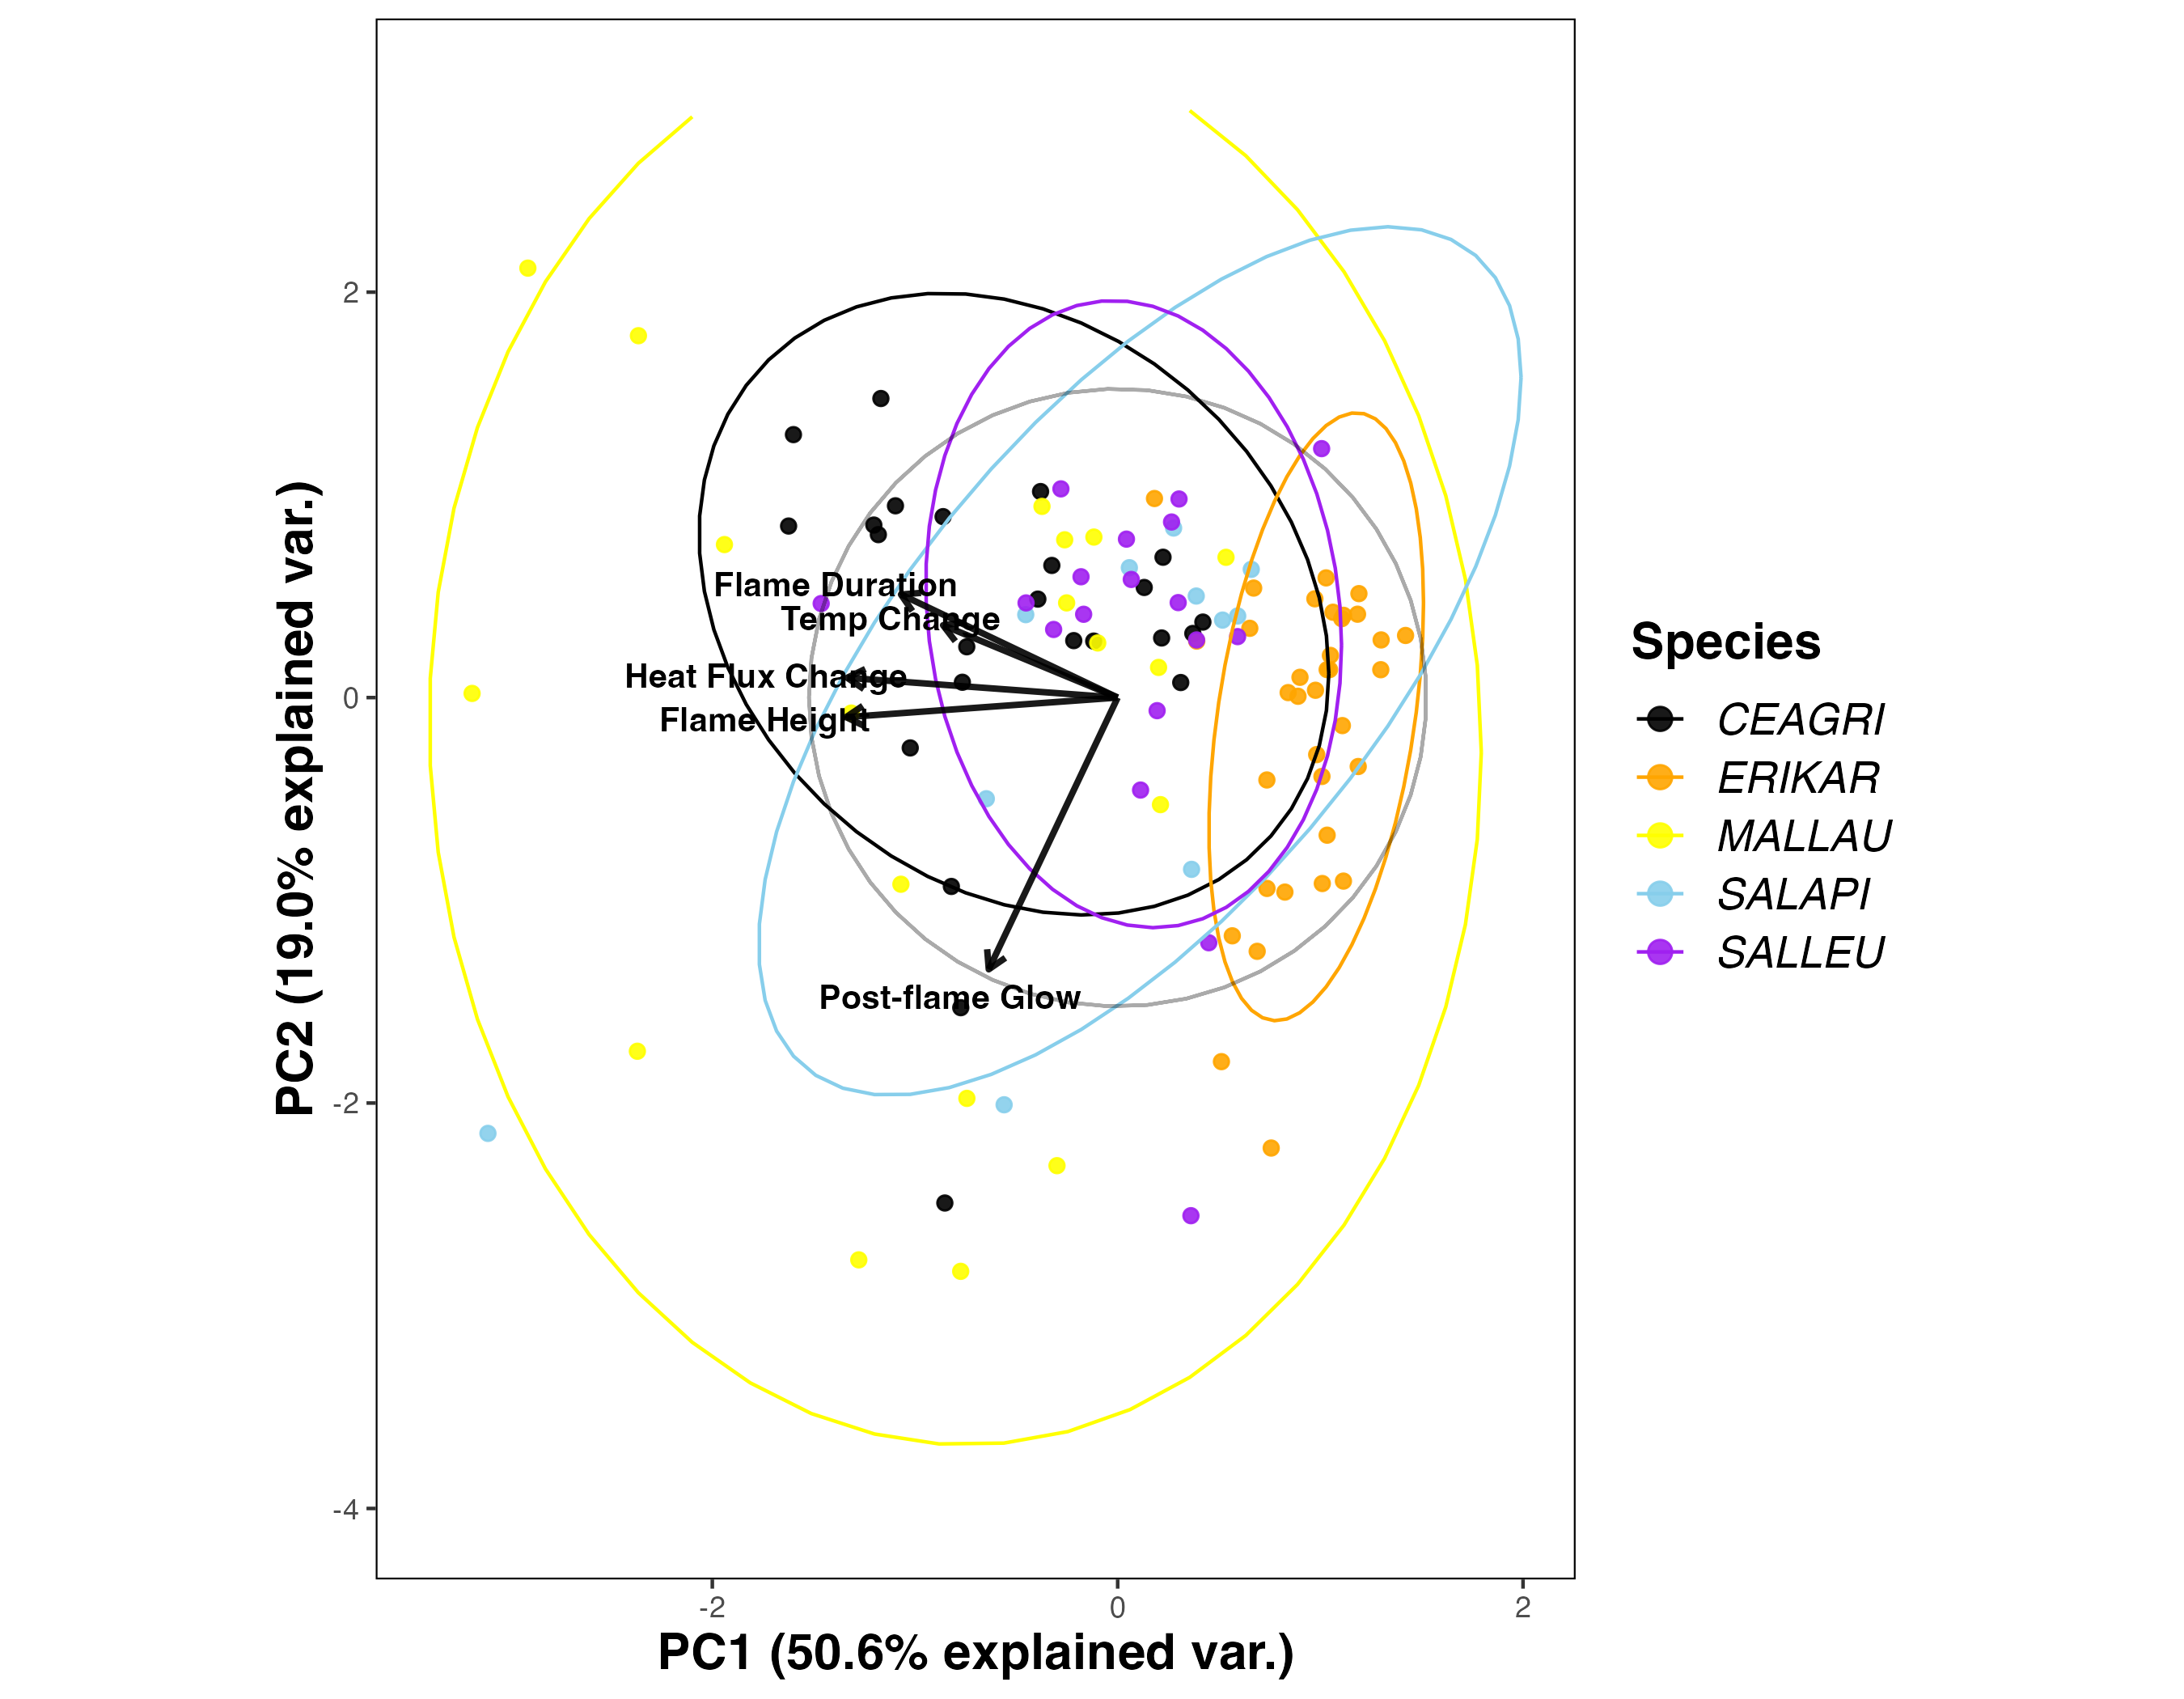 2
0
-2
-4
PC2 (19.0% explained var.)
Flame Duration
Temp Change
Heat Flux Change
Flame Height
Post-flame Glow
-2
0
2
PC1 (50.6% explained var.)
Species
CEAGRI
ERIKAR
MALLAU
SALAPI
SALLEU